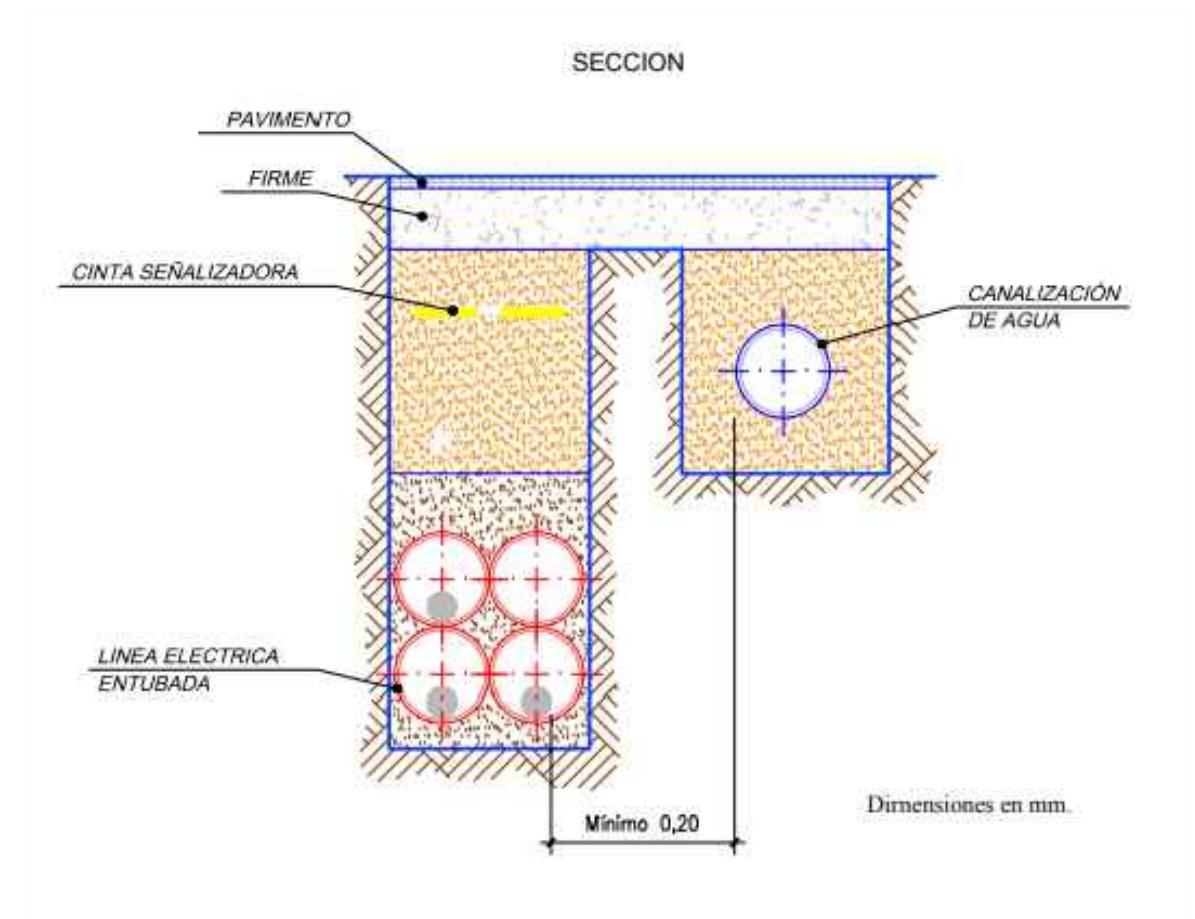 SECCION
PAVIMENTO
FIRME
CINTA SEÑALIZADORA
CANALIZACIÓN
DE AGUA
LINEA ELECTRICA
ENTUBADA
Dimensiones en mm.
Mínimo 0,20